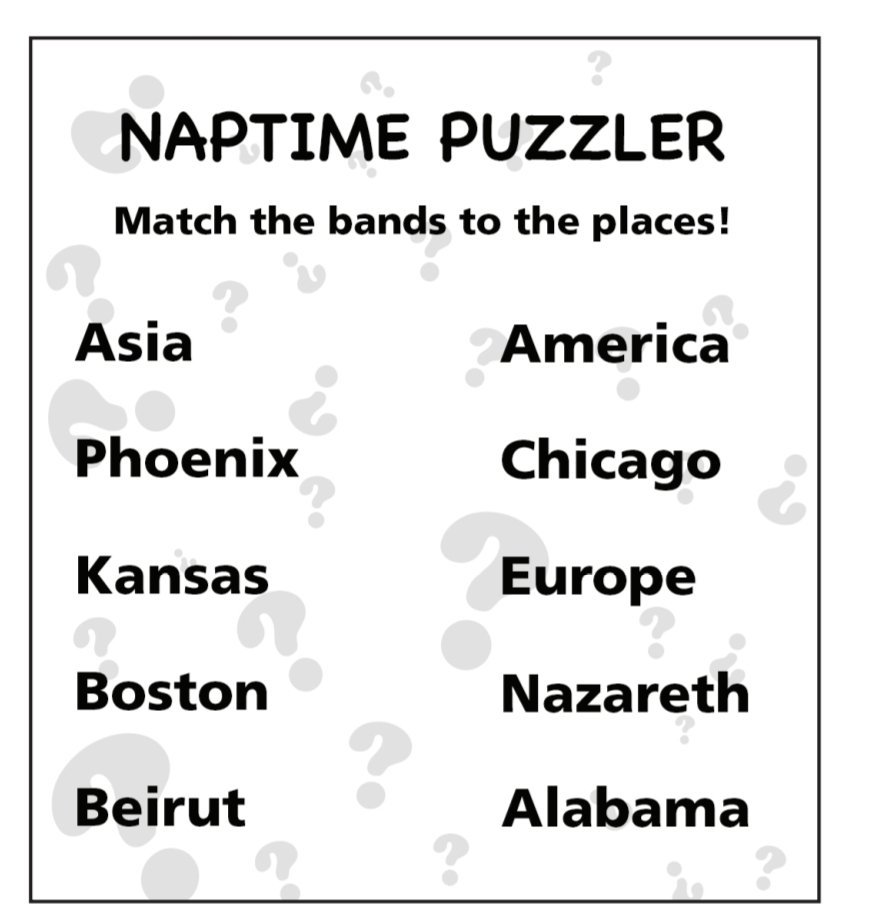 NAPTIME PUZZLER
Match the bands to the places!
Asia America
Phoenix Chicago
Kansas Europe
Boston Nazareth
Beirut Alabama